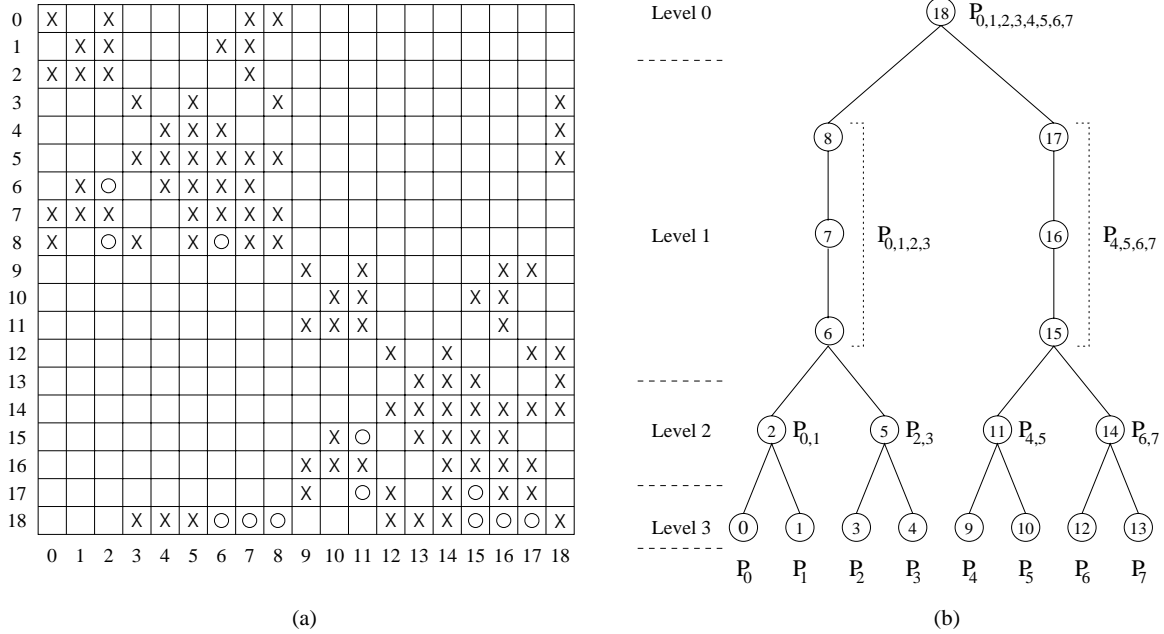 0 X X X X
1 X X X X
2 X X X X
3 X X X X
4 X X X X
5 X X X X X X X
6 X O X X X X
7 X X X X X X X
8 X O X X O X X
9 X X X X
10 X X X X
11 X X X X
12 X X X X
13 X X X X
14 X X X X X X X
15 X O X X X X
16 X X X X X X X
17 X O X X O X X
18 X X X O O O X X X O O O X
0 1 2 3 4 5 6 7 8 9 10 11 12 13 14 15 16 17 18
(a)
Level 0 18 P0,1,2,3,4,5,6,7
8 17
Level 1 7 P0,1,2,3 16 P4,5,6,7
6 15
Level 2 2 P0,1 5 P2,3 11 P4,5 14 P6,7
Level 3 0 1 3 4 9 10 12 13
P0 P1 P2 P3 P4 P5 P6 P7
(b)